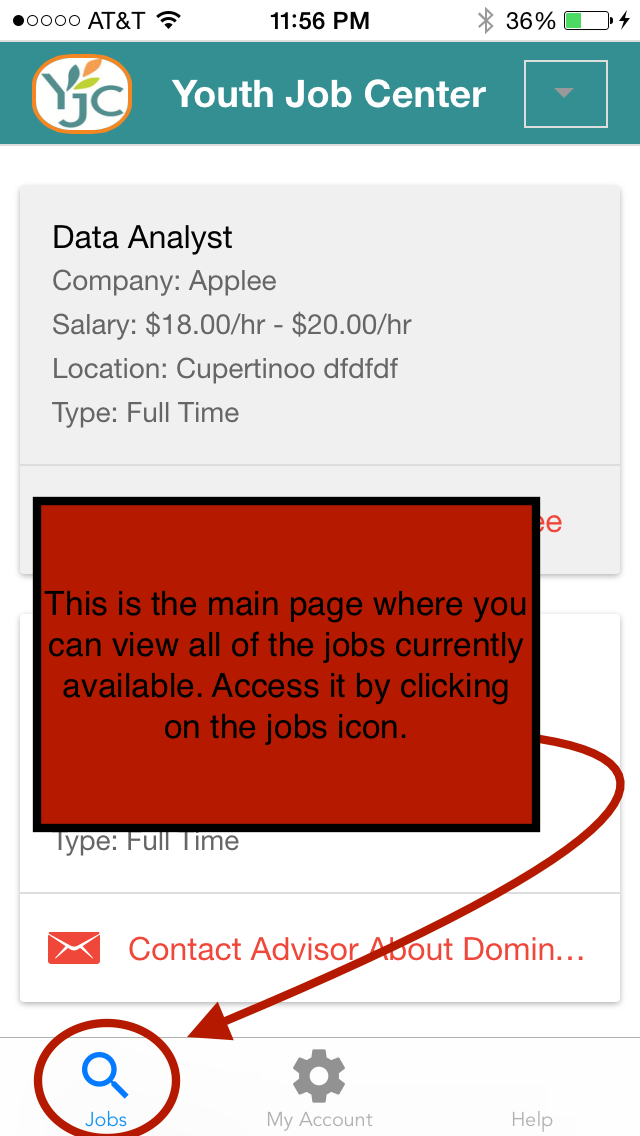 AT&T 11:56 PM 36%
YJC Youth Job Center
Data Analyst
Company: Applee
Salary: $18.00/hr - $20.00/hr
Location: Cupertinoo dfdfdf
Type: Full Time
ee
This is the main page where you
can view all of the jobs currently
available. Access it by clicking
on the jobs icon.
Type: Full Time
Contact Advisor About Domin...
Jobs My Account Help